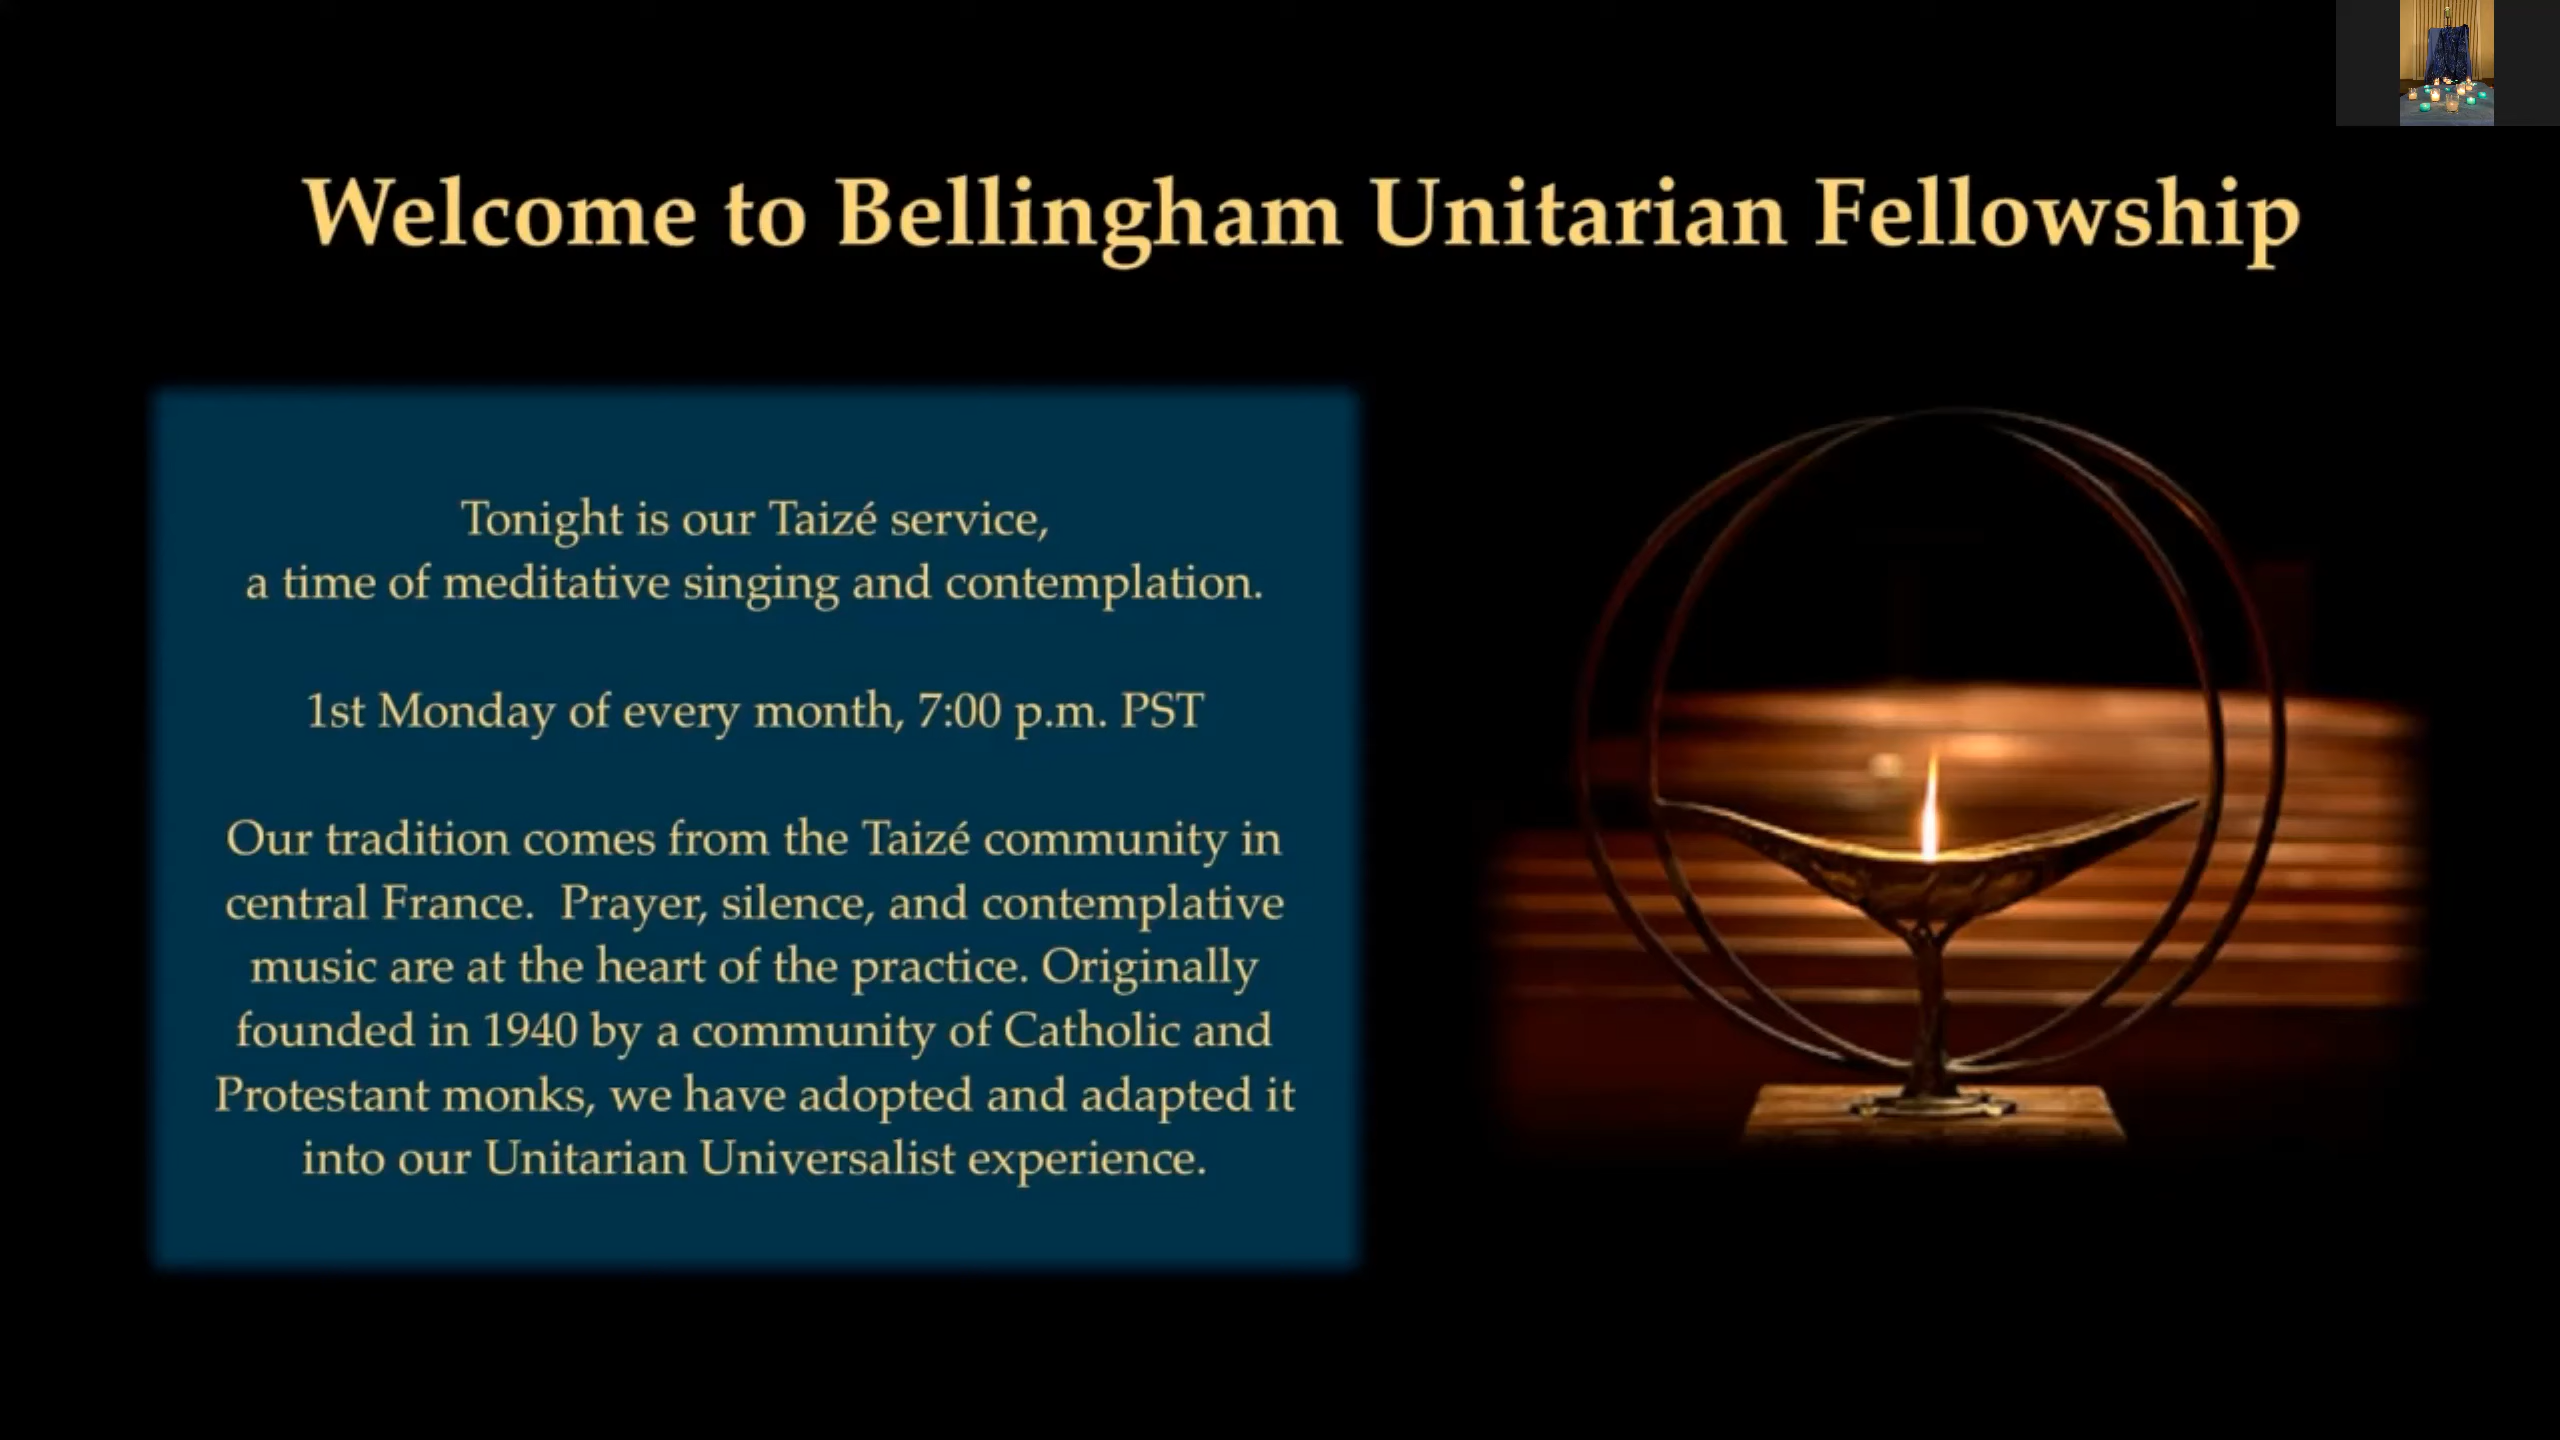 Welcome to Bellingham Unitarian Fellowship
Tonight is our Taizé service,
a time of meditative singing and contemplation.
1st Monday of every month, 7:00 p.m. PST
Our tradition comes from the Taizé community in
central France.  Prayer, silence, and contemplative
music are at the heart of the practice. Originally
founded in 1940 by a community of Catholic and
Protestant monks, we have adopted and adapted it
into our Unitarian Universalist experience.